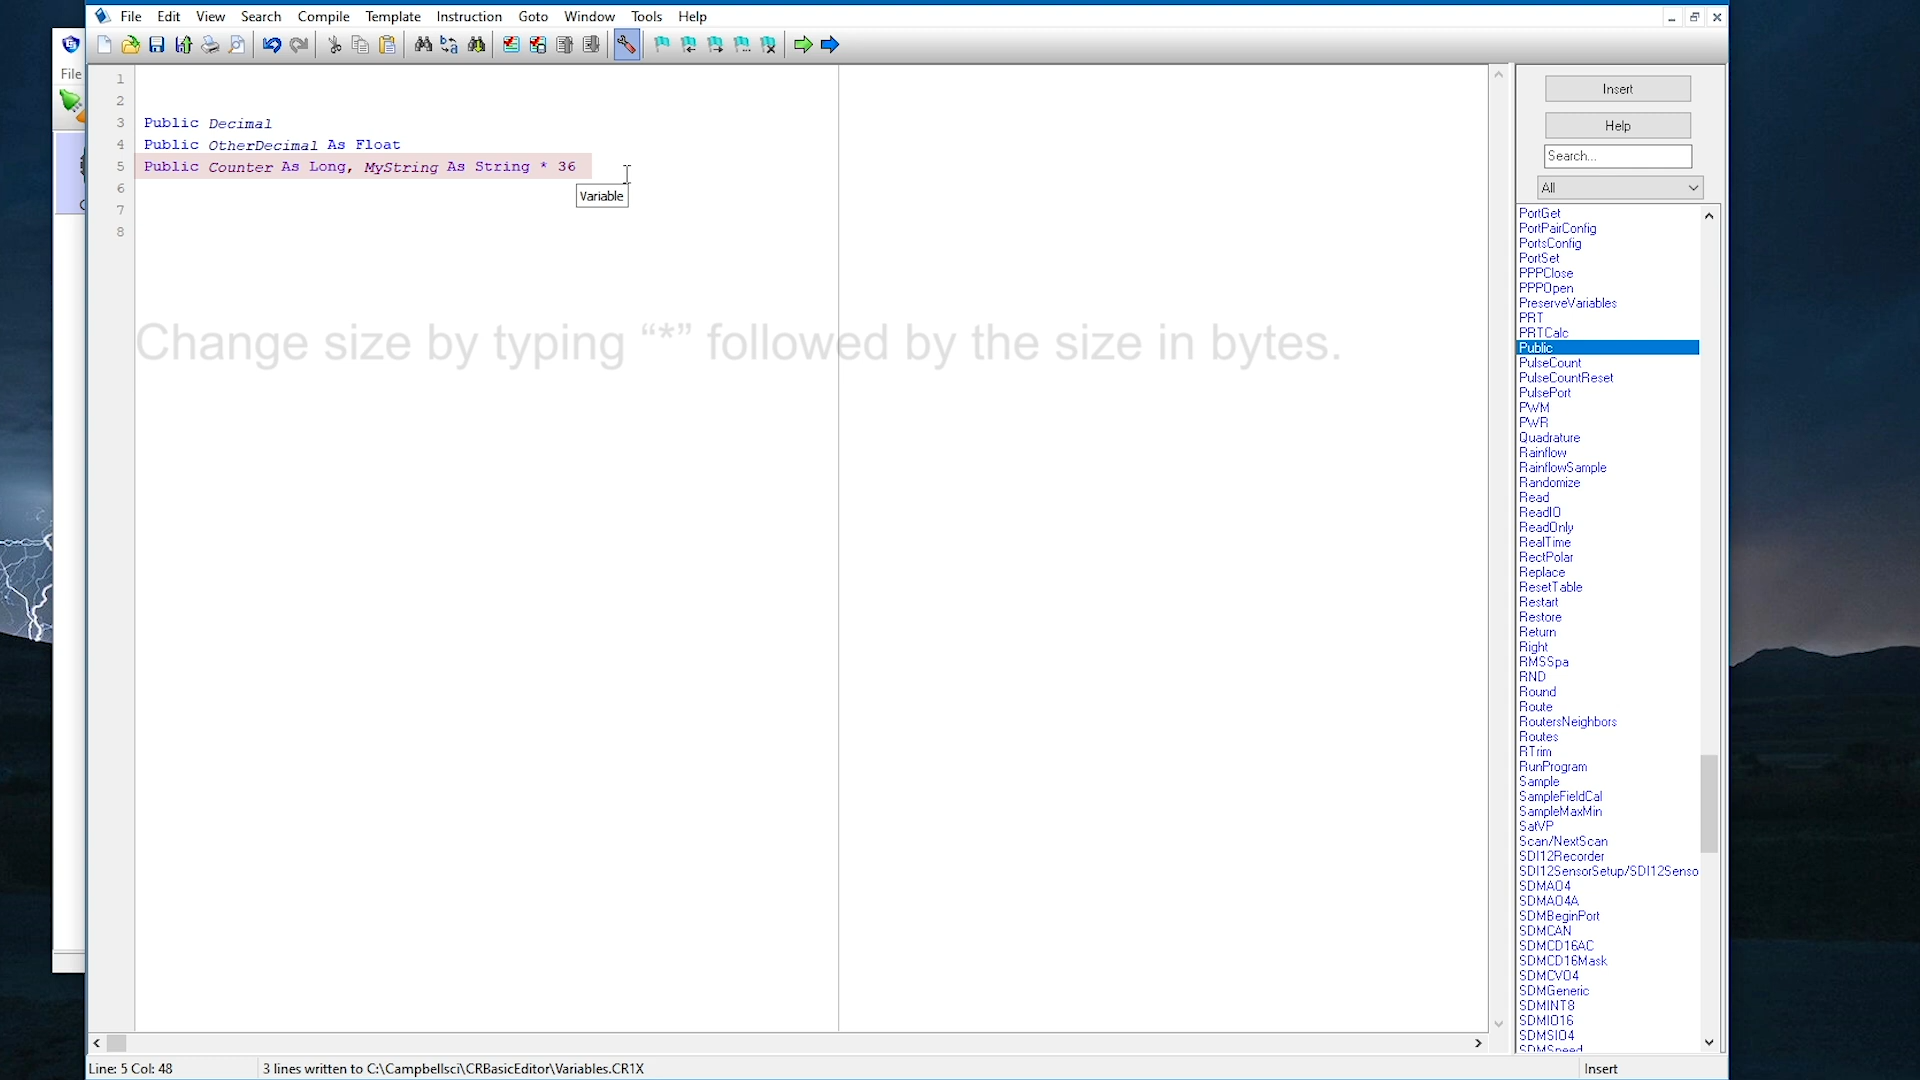 File Edit View Search Compile Template Instruction Goto Window Tools Help
File
1
2
3 Public Decimal
4 Public OtherDecimal As Float
5 Public Counter As Long, MyString As String * 36
6
7
8
Variable
Change size by typing “*” followed by the size in bytes.
Insert
Help
Search...
All
PortGet
PortPairConfig
PortsConfig
PortSet
PPPClose
PPPOpen
PreserveVariables
PRT
PRTCalc
Public
PulseCount
PulseCountReset
PulsePort
PWM
PWR
Quadrature
Rainflow
RainflowSample
Randomize
Read
ReadIO
ReadOnly
RealTime
RectPolar
Replace
ResetTable
Restart
Restore
Return
Right
RMSSpa
RND
Round
Route
RoutersNeighbors
Routes
RTrim
RunProgram
Sample
SampleFieldCal
SampleMaxMin
SatVP
Scan/NextScan
SDI12Recorder
SDI12SensorSetup/SDI12Senso
SDMAO4
SDMAO4A
SDMBeginPort
SDMCAN
SDMCD16AC
SDMCD16Mask
SDMCVO4
SDMGeneric
SDMINT8
SDMIO16
SDMSIO4
SDMSpeed
Line: 5 Col: 48
3 lines written to C:\Campbellsci\CRBasicEditor\Variables.CR1X
Insert